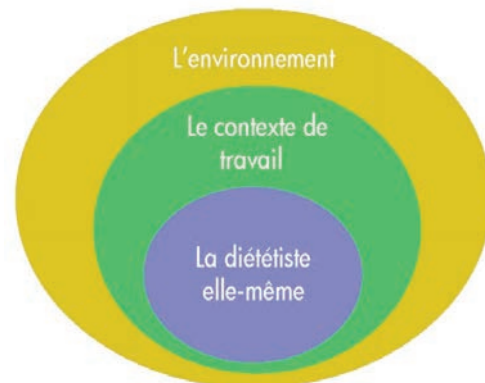 L'environnement
Le contexte de
travail
La diététiste
elle-même